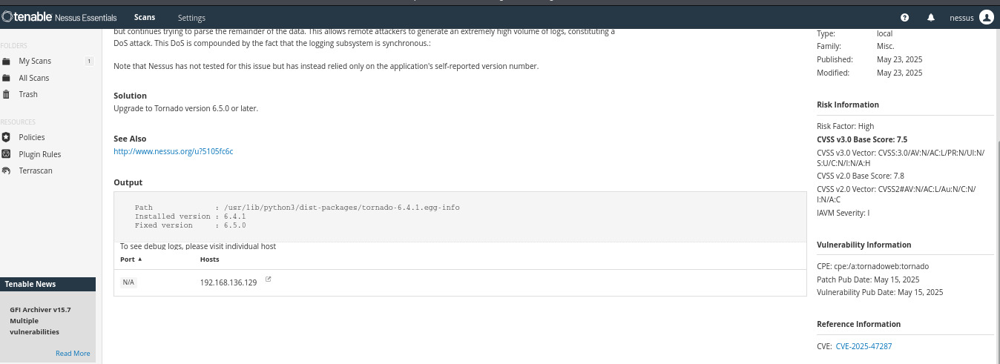 tenable Nessus Essentials Scans Settings nessus
FOLDERS
My Scans 1
All Scans
Trash
RESOURCES
Policies
Plugin Rules
Terrascan
Tenable News
GFI Archiver v15.7
Multiple
vulnerabilities
Read More
but continues trying to parse the remainder of the data. This allows remote attackers to generate an extremely high volume of logs, constituting a
DoS attack. This DoS is compounded by the fact that the logging subsystem is synchronous.:
Note that Nessus has not tested for this issue but has instead relied only on the application's self-reported version number.
Solution
Upgrade to Tornado version 6.5.0 or later.
See Also
http://www.nessus.org/u?5105fc6c
Output
Path : /usr/lib/python3/dist-packages/tornado-6.4.1.egg-info
Installed version : 6.4.1
Fixed version : 6.5.0
To see debug logs, please visit individual host
Port ▲ Hosts
N/A 192.168.136.129
Type: local
Family: Misc.
Published: May 23, 2025
Modified: May 23, 2025
Risk Information
Risk Factor: High
CVSS v3.0 Base Score: 7.5
CVSS v3.0 Vector: CVSS:3.0/AV:N/AC:L/PR:N/UI:N/
S:U/C:N/I:N/A:H
CVSS v2.0 Base Score: 7.8
CVSS v2.0 Vector: CVSS2#AV:N/AC:L/Au:N/C:N/
I:N/A:C
IAVM Severity: I
Vulnerability Information
CPE: cpe:/a:tornadoweb:tornado
Patch Pub Date: May 15, 2025
Vulnerability Pub Date: May 15, 2025
Reference Information
CVE: CVE-2025-47287